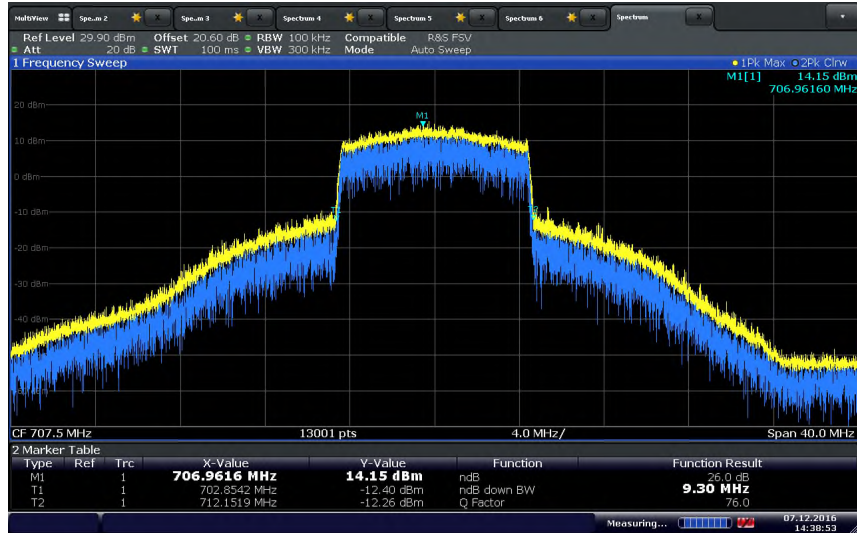 MultiView Spe..m 2 X Spe..m 3 X Spectrum 4 X Spectrum 5 X Spectrum 6 X Spectrum X
Ref Level 29.90 dBm Offset 20.60 dB RBW 100 kHz Compatible R&S FSV
Att 20 dB SWT 100 ms VBW 300 kHz Mode Auto Sweep
1 Frequency Sweep 1Pk Max 2Pk Clrw
M1[1] 14.15 dBm
706.96160 MHz
20 dBm
M1
10 dBm
0 dBm
-10 dBm
-20 dBm
-30 dBm
-40 dBm
CF 707.5 MHz 13001 pts 4.0 MHz/ Span 40.0 MHz
2 Marker Table
Type Ref Trc X-Value Y-Value Function Function Result
M1 1 706.9616 MHz 14.15 dBm ndB 26.0 dB
T1 1 702.8542 MHz -12.40 dBm ndB down BW 9.30 MHz
T2 1 712.1519 MHz -12.26 dBm Q Factor 76.0
Measuring... 07.12.2016
14:38:53